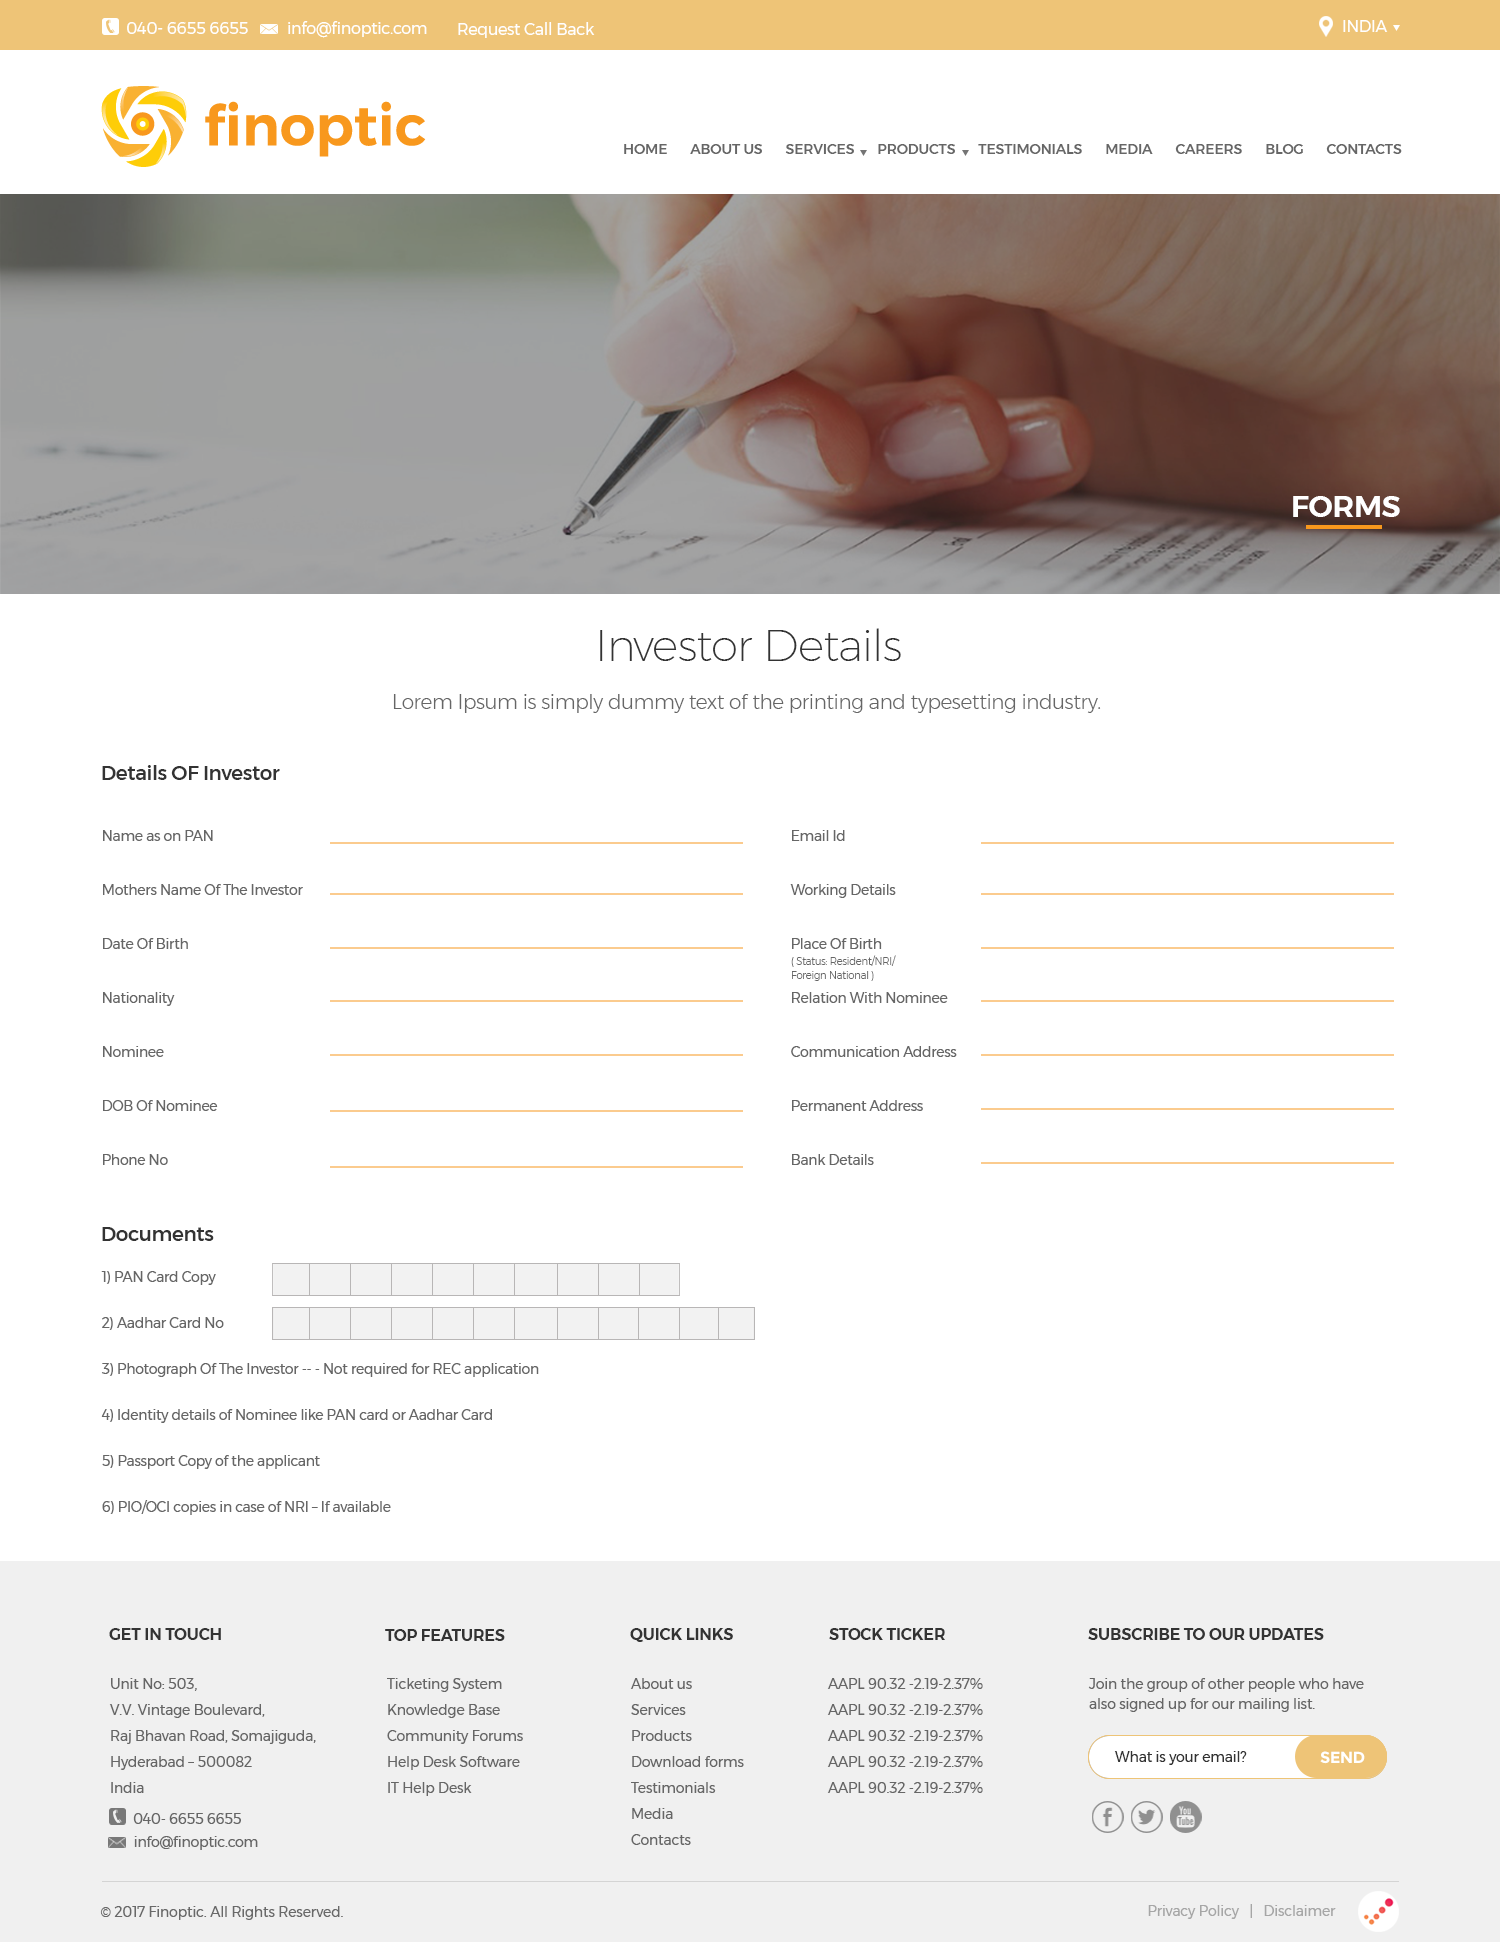 040- 6655 6655 info@finoptic.com Request Call Back INDIA
finoptic
HOME ABOUT US SERVICES PRODUCTS TESTIMONIALS MEDIA CAREERS BLOG CONTACTS
FORMS
Investor Details
Lorem Ipsum is simply dummy text of the printing and typesetting industry.
Details OF Investor
Name as on PAN Email Id
Mothers Name Of The Investor Working Details
Date Of Birth Place Of Birth
( Status: Resident/NRI/
Foreign National )
Nationality Relation With Nominee
Nominee Communication Address
DOB Of Nominee Permanent Address
Phone No Bank Details
Documents
1) PAN Card Copy
2) Aadhar Card No
3) Photograph Of The Investor -- - Not required for REC application
4) Identity details of Nominee like PAN card or Aadhar Card
5) Passport Copy of the applicant
6) PIO/OCI copies in case of NRI – If available
GET IN TOUCH
Unit No: 503,
V.V. Vintage Boulevard,
Raj Bhavan Road, Somajiguda,
Hyderabad – 500082
India
040- 6655 6655
info@finoptic.com
TOP FEATURES
Ticketing System
Knowledge Base
Community Forums
Help Desk Software
IT Help Desk
QUICK LINKS
About us
Services
Products
Download forms
Testimonials
Media
Contacts
STOCK TICKER
AAPL 90.32 -2.19-2.37%
AAPL 90.32 -2.19-2.37%
AAPL 90.32 -2.19-2.37%
AAPL 90.32 -2.19-2.37%
AAPL 90.32 -2.19-2.37%
SUBSCRIBE TO OUR UPDATES
Join the group of other people who have
also signed up for our mailing list.
What is your email? SEND
You
Tube
© 2017 Finoptic. All Rights Reserved. Privacy Policy | Disclaimer